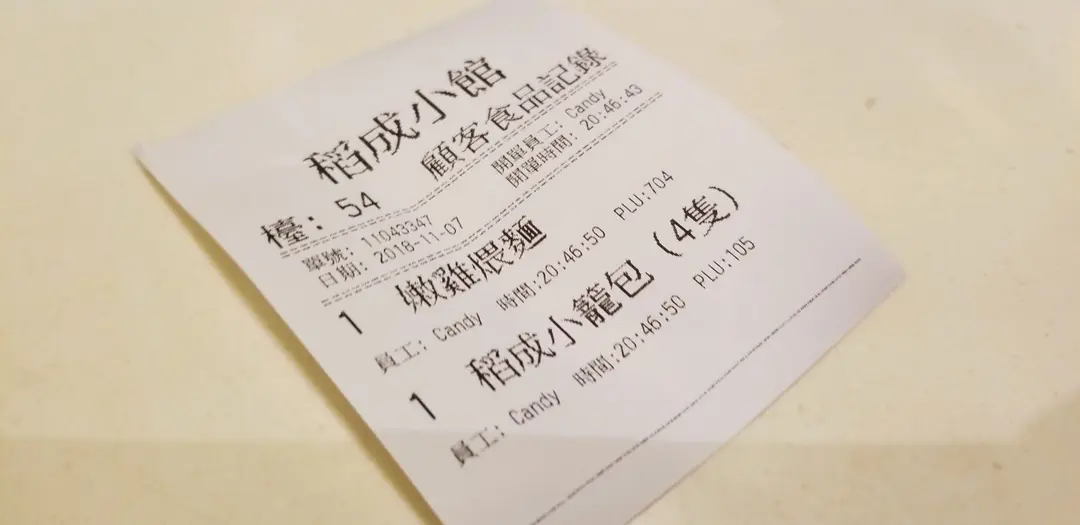 稻成小館
顧客食品記錄
檯: 54
開單員工: Candy
開單時間: 20:46:43
單號: 11043347
日期: 2018-11-07
1 嫩雞煨麵
員工: Candy 時間:20:46:50 PLU:704
1 稻成小籠包 (4隻)
員工: Candy 時間:20:46:50 PLU:105